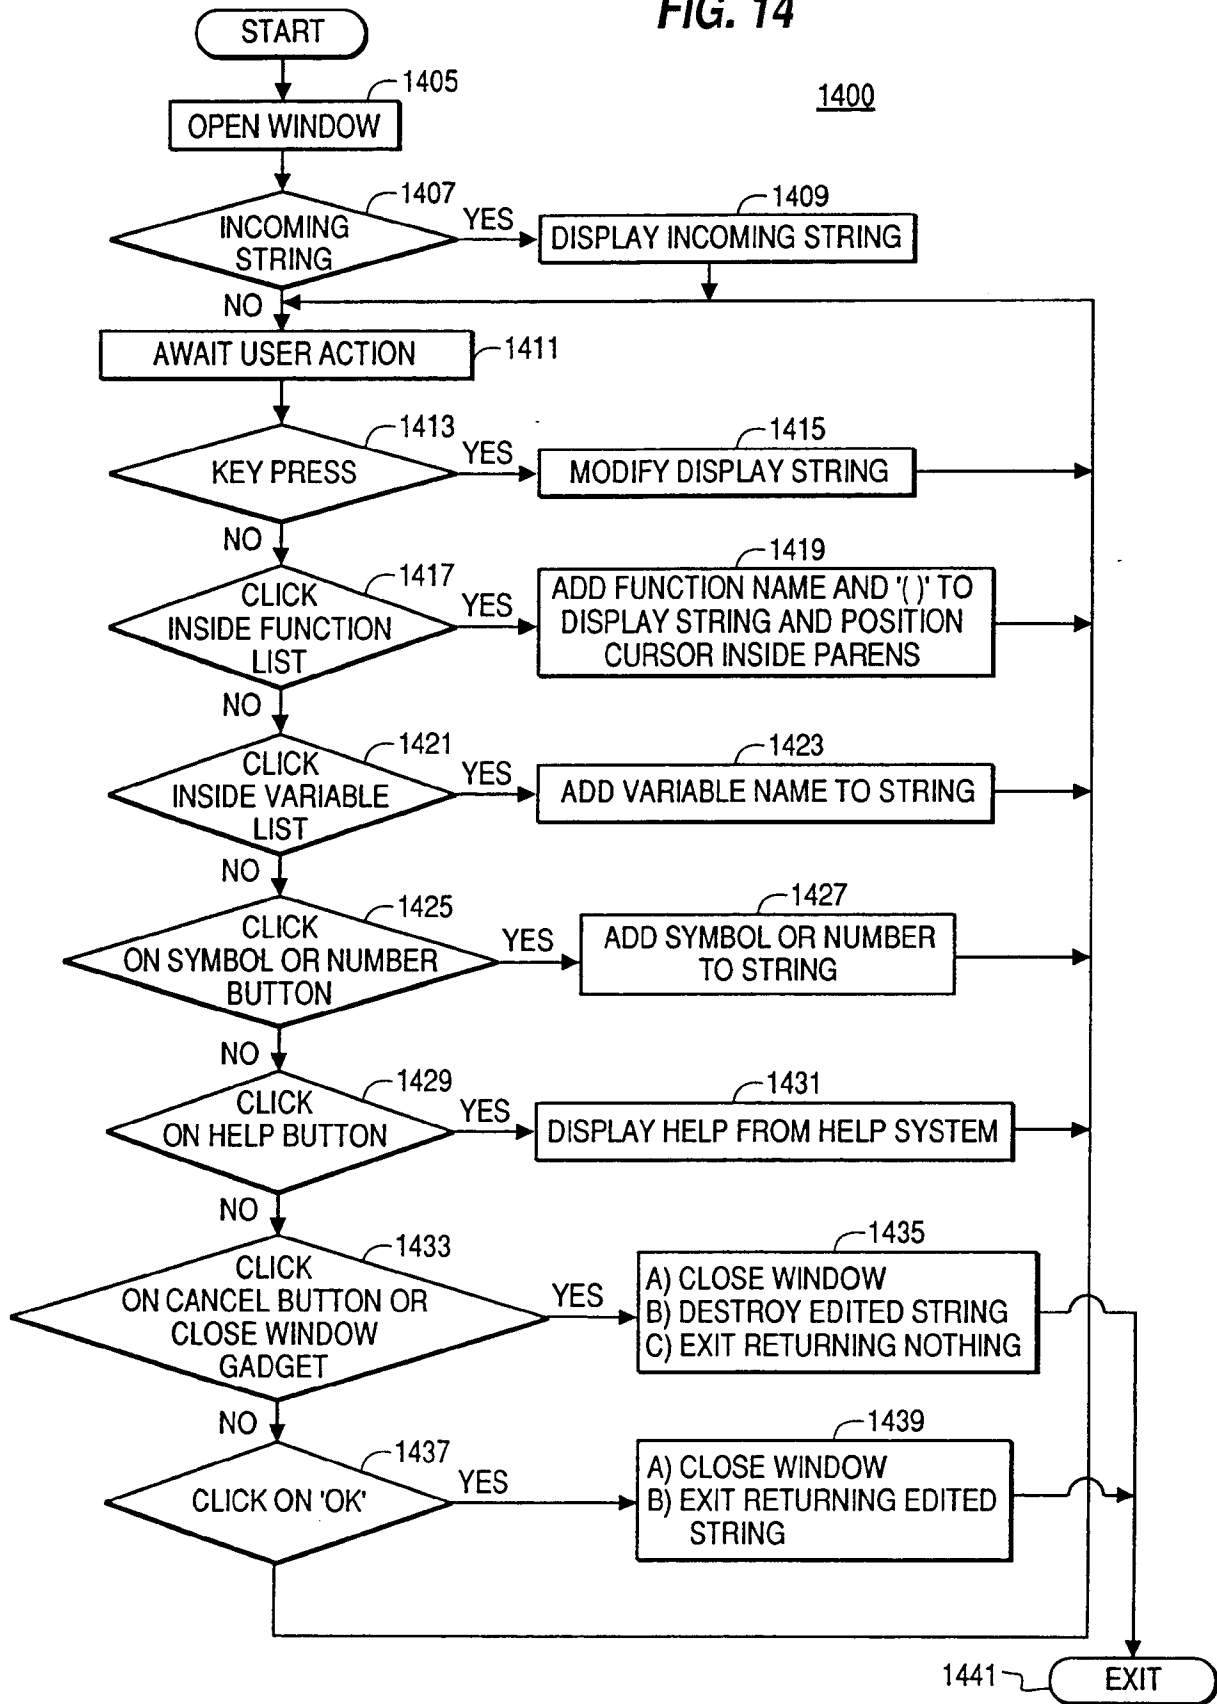 FIG. 14
START
1405
1400
OPEN WINDOW
1407
INCOMING
STRING
YES
1409
DISPLAY INCOMING STRING
NO
AWAIT USER ACTION
1411
1413
KEY PRESS
YES
1415
MODIFY DISPLAY STRING
NO
1417
CLICK
INSIDE FUNCTION
LIST
YES
1419
ADD FUNCTION NAME AND '( )' TO
DISPLAY STRING AND POSITION
CURSOR INSIDE PARENS
NO
1421
CLICK
INSIDE VARIABLE
LIST
YES
1423
ADD VARIABLE NAME TO STRING
NO
1425
CLICK
ON SYMBOL OR NUMBER
BUTTON
YES
1427
ADD SYMBOL OR NUMBER
TO STRING
NO
1429
CLICK
ON HELP BUTTON
YES
1431
DISPLAY HELP FROM HELP SYSTEM
NO
1433
CLICK
ON CANCEL BUTTON OR
CLOSE WINDOW
GADGET
YES
1435
A) CLOSE WINDOW
B) DESTROY EDITED STRING
C) EXIT RETURNING NOTHING
NO
1437
CLICK ON 'OK'
YES
1439
A) CLOSE WINDOW
B) EXIT RETURNING EDITED
STRING
1441
EXIT